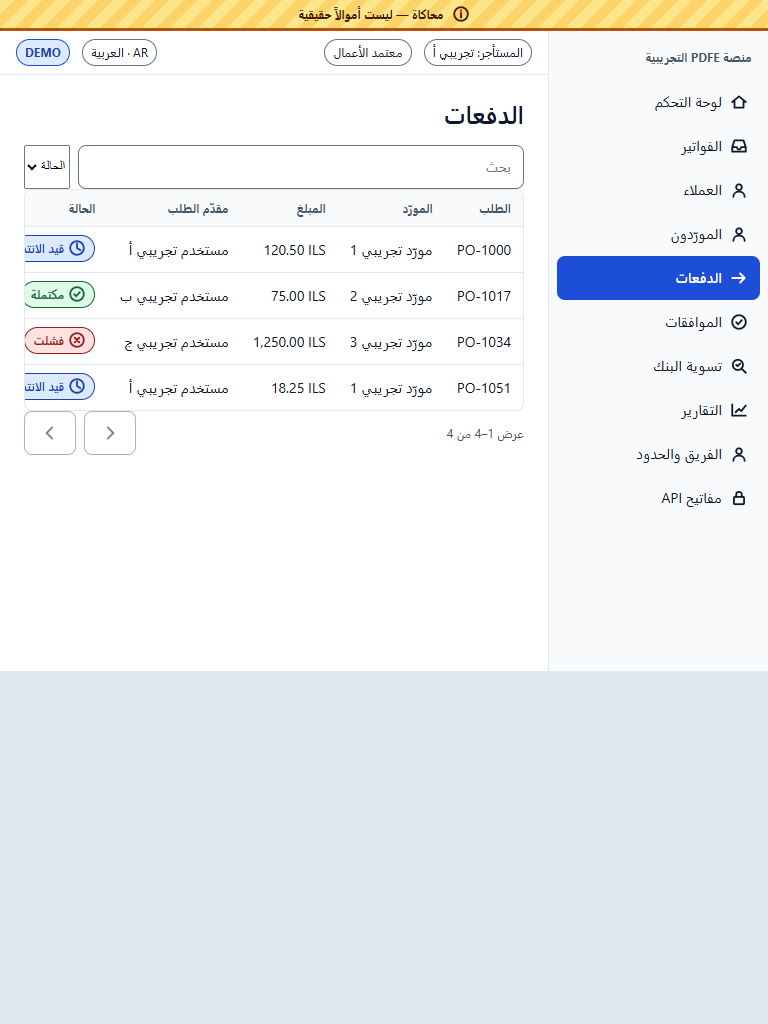 محاكاة — ليست أموالاً حقيقية
منصة PDFE التجريبية
لوحة التحكم
الفواتير
العملاء
المورّدون
الدفعات
الموافقات
تسوية البنك
التقارير
الفريق والحدود
مفاتيح API
المستأجر: تجريبي أ
معتمد الأعمال
العربية · AR
DEMO
الدفعات
بحث
الحالة
الطلب المورّد المبلغ مقدّم الطلب الحالة
PO-1000 مورّد تجريبي 1 120.50 ILS مستخدم تجريبي أ قيد
PO-1017 مورّد تجريبي 2 75.00 ILS مستخدم تجريبي ب مكتملة
PO-1034 مورّد تجريبي 3 1,250.00 ILS مستخدم تجريبي ج فشلت
PO-1051 مورّد تجريبي 1 18.25 ILS مستخدم تجريبي أ قيد
عرض 1–4 من 4